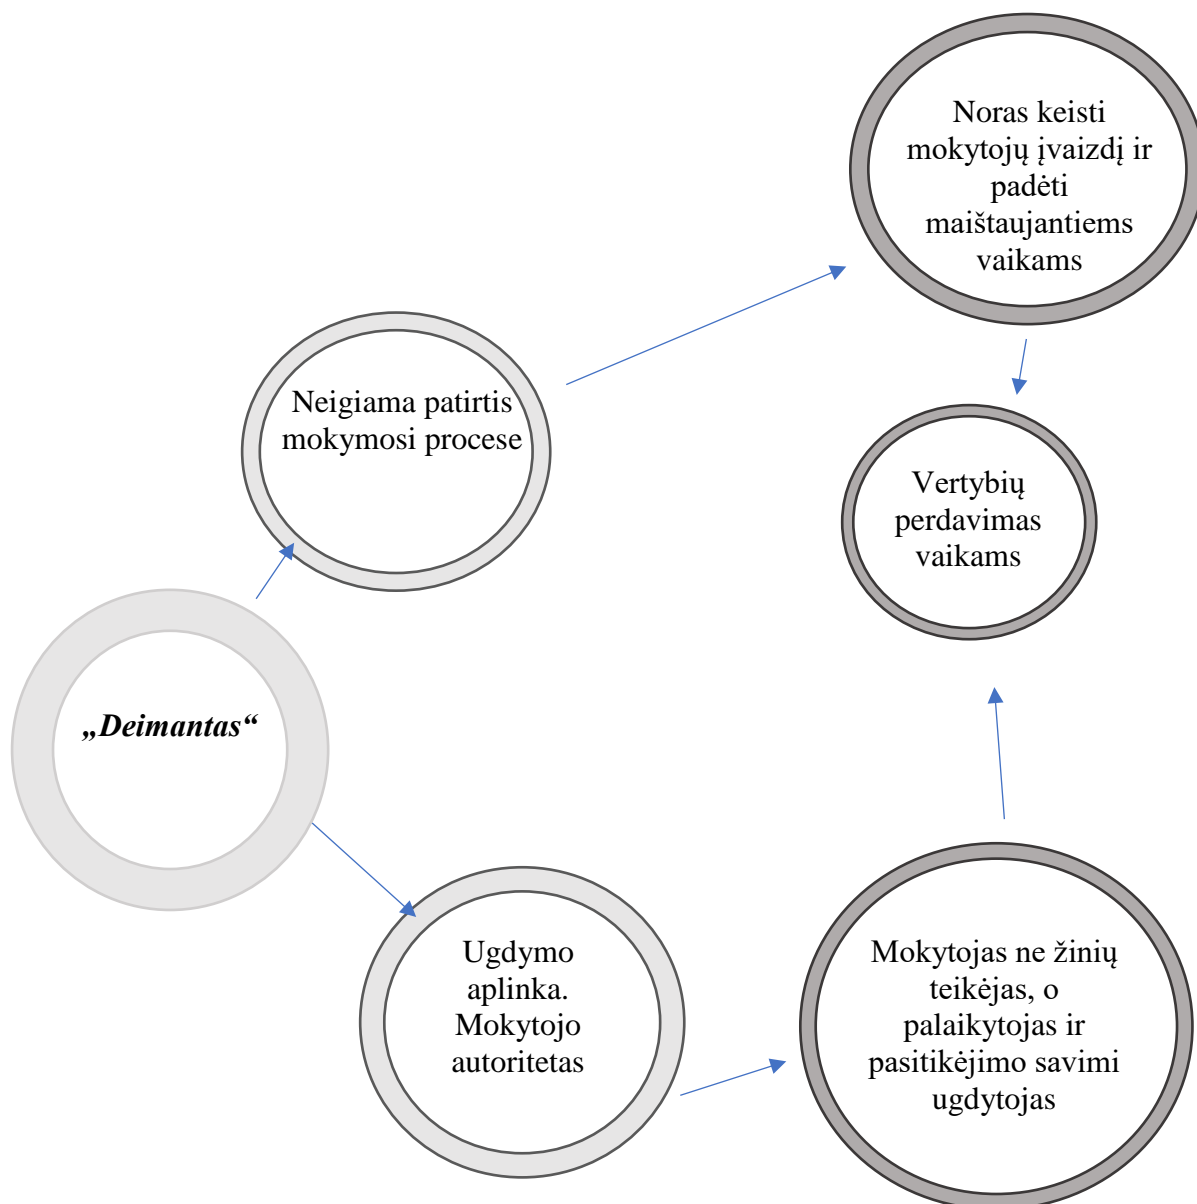 Noras keisti
mokytojų įvaizdį ir
padėti
maištaujantiems
vaikams
Neigiama patirtis
mokymosi procese
Vertybių
perdavimas
vaikams
„Deimantas“
Ugdymo
aplinka.
Mokytojo
autoritetas
Mokytojas ne žinių
teikėjas, o
palaikytojas ir
pasitikėjimo savimi
ugdytojas